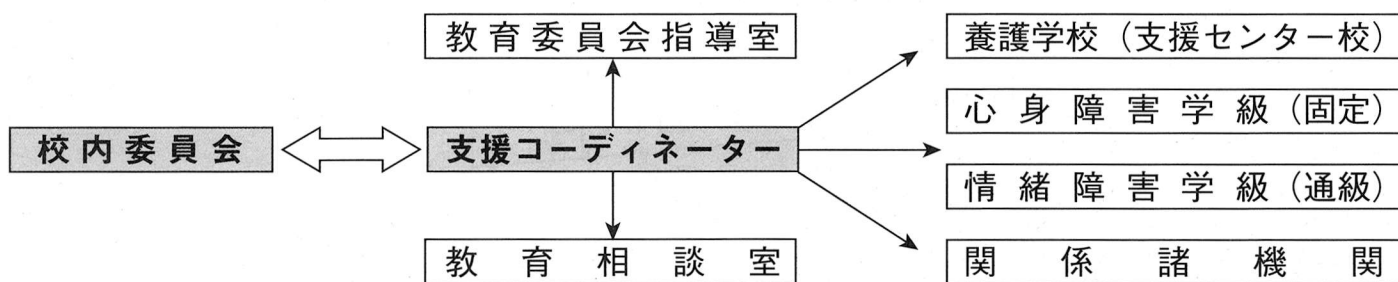 教育委員会指導室
養護学校（支援センター校）
心身障害学級（固定）
校内委員会
支援コーディネーター
情緒障害学級（通級）
教育相談室
関係諸機関